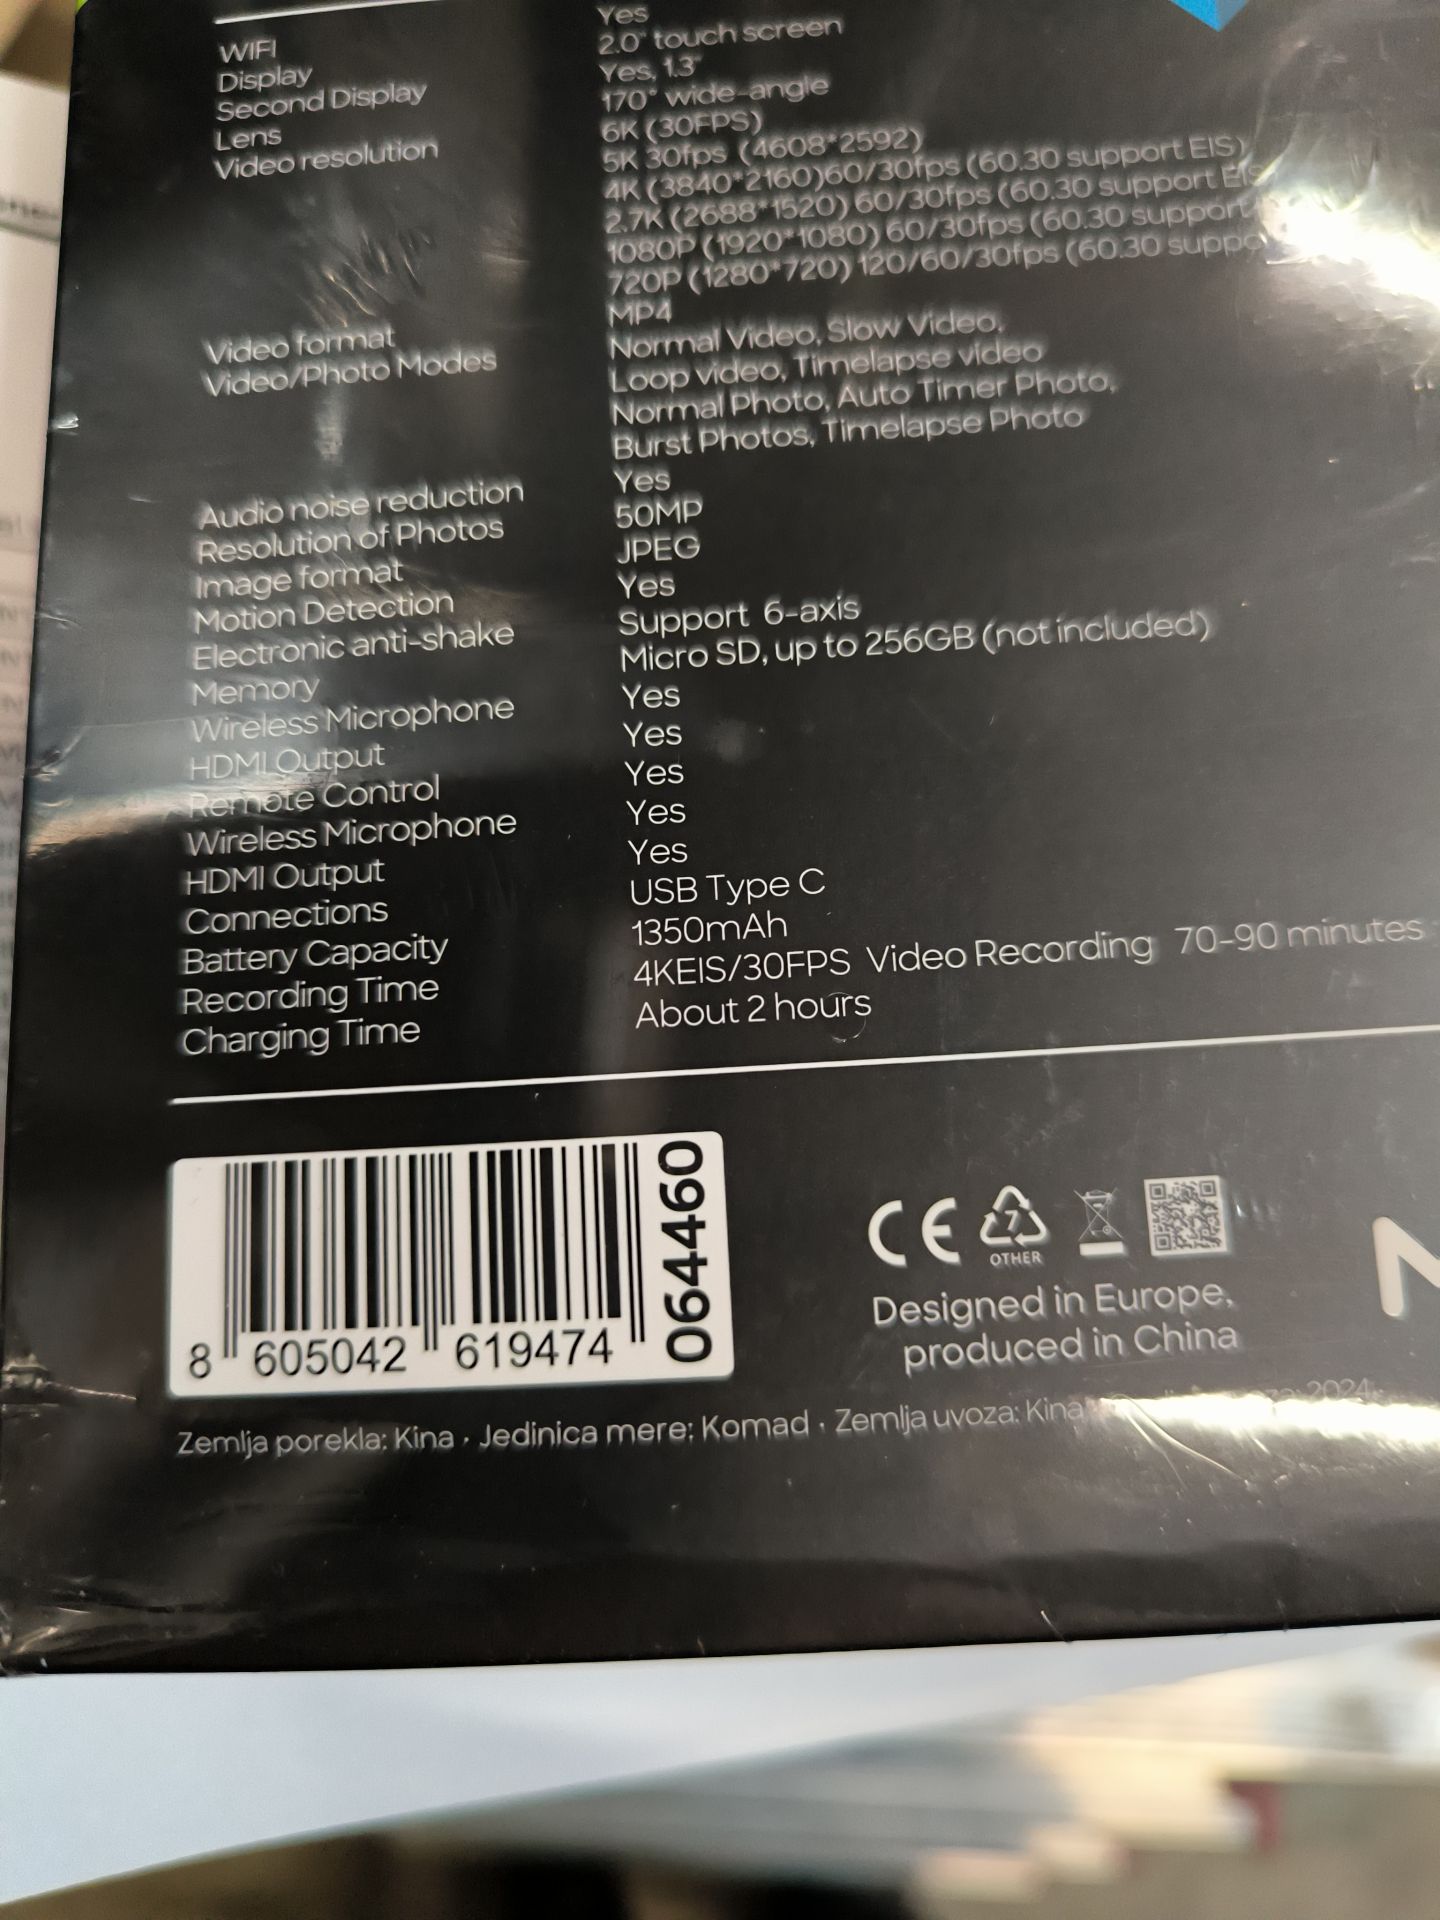 WIFI Yes
Display 2.0" touch screen
Second Display Yes, 1.3"
Lens 170° wide-angle
Video resolution 6K (30FPS)
5K 30fps (4608*2592)
4K (3840*2160)60/30fps (60.30 support EIS)
2.7K (2688*1520) 60/30fps (60.30 support EIS
1080P (1920*1080) 60/30fps (60.30 support
720P (1280*720) 120/60/30fps (60.30
Video format MP4
Video/Photo Modes Normal Video, Slow Video,
Loop video, Timelapse video
Normal Photo, Auto Timer Photo,
Burst Photos, Timelapse Photo
Audio noise reduction Yes
Resolution of Photos 50MP
Image format JPEG
Motion Detection Yes
Electronic anti-shake Support 6-axis
Memory Micro SD, up to 256GB (not included)
Wireless Microphone Yes
HDMI Output Yes
Remote Control Yes
Wireless Microphone Yes
HDMI Output Yes
Connections USB Type C
Battery Capacity 1350mAh
Recording Time 4KEIS/30FPS Video Recording 70-90 minutes
Charging Time About 2 hours
8 605042 619474
064460
CE
7
OTHER
Designed in Europe,
produced in China
Zemlja porekla: Kina · Jedinica mere: Komad · Zemlja uvoza: Kina 2024.